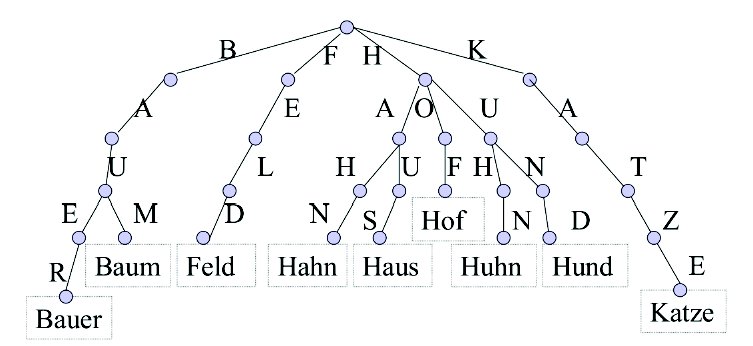 B F H K
A E A O U A
U L H U F H N T
E M D N S Hof N D Z
R Baum Feld Hahn Haus Huhn Hund E
Bauer Katze